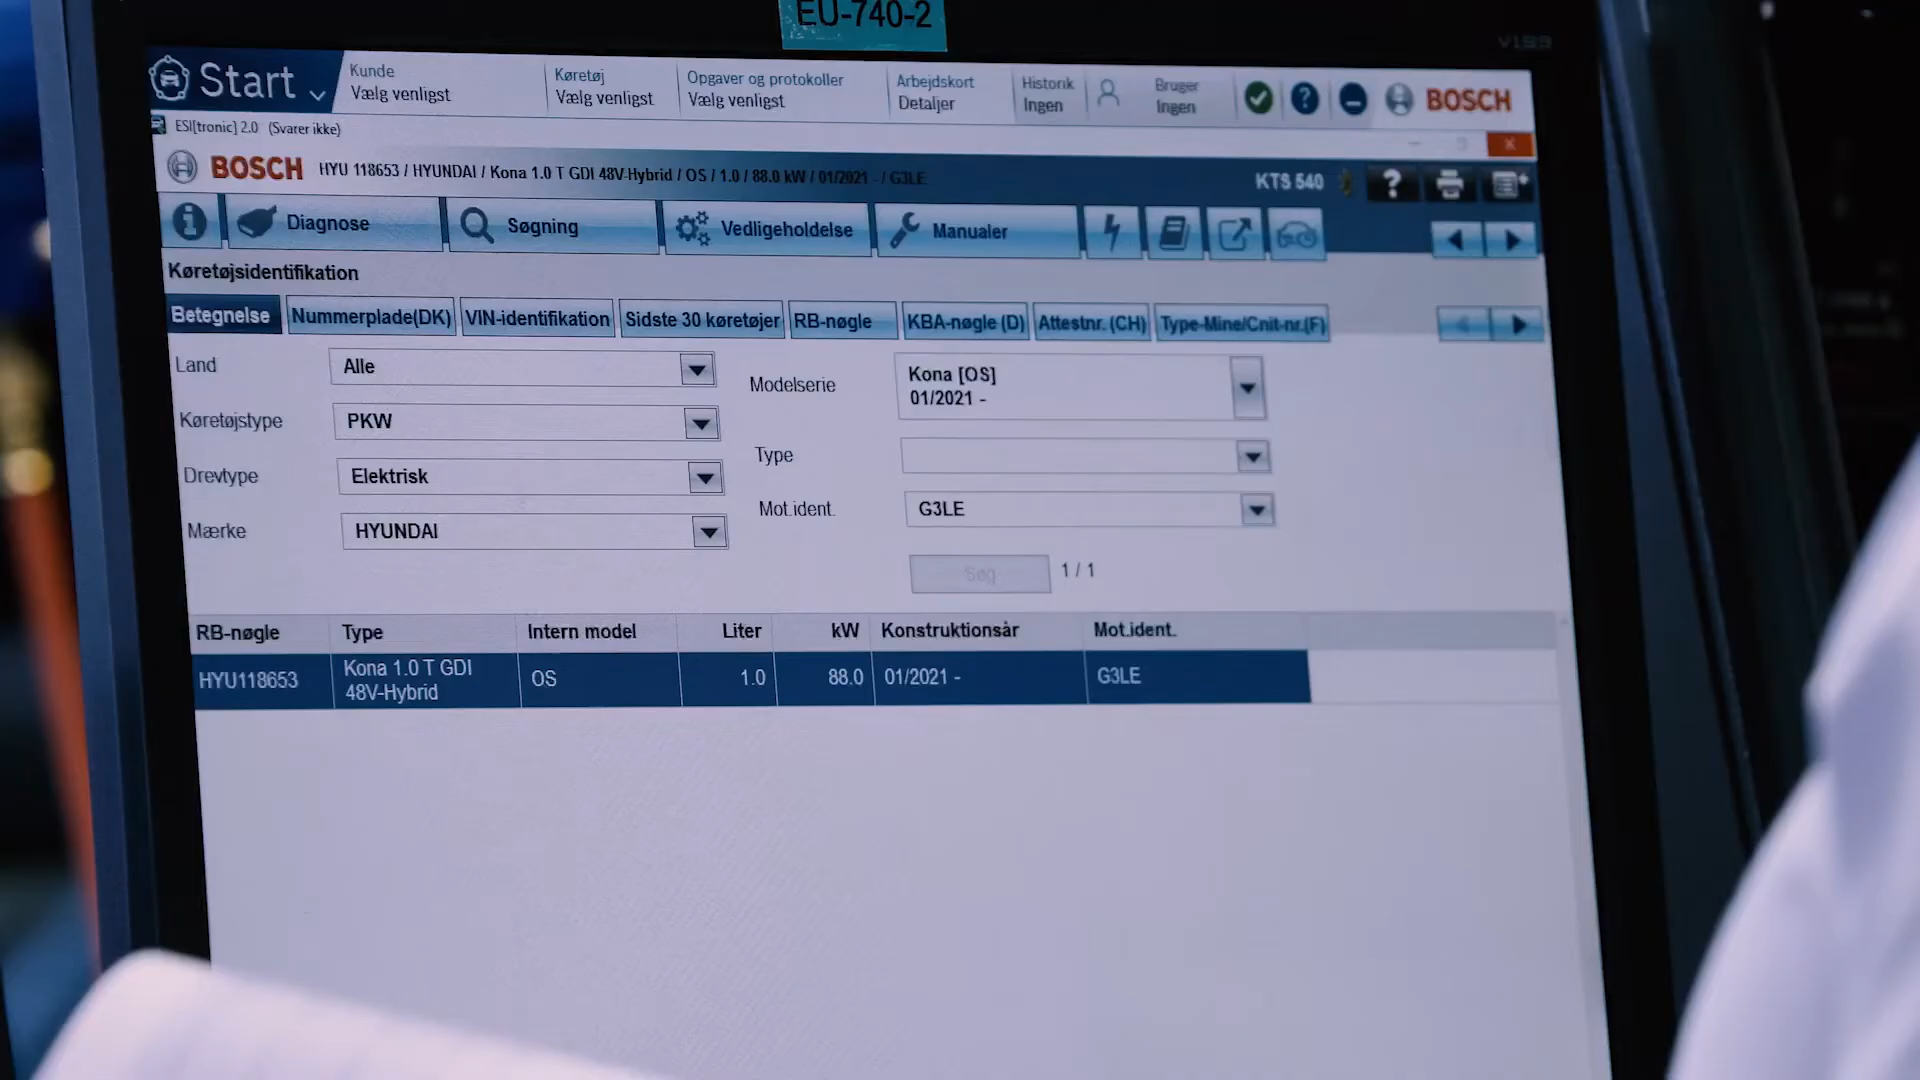 EU-740-2
V199
Start
Kunde
Vælg venligst
Køretøj
Vælg venligst
Opgaver og protokoller
Vælg venligst
Arbejdskort
Detaljer
Historik
Ingen
Bruger
Ingen
BOSCH
ESI[tronic] 2.0 (Svarer ikke)
BOSCH HYU 118653 / HYUNDAI / Kona 1.0 T GDI 48V-Hybrid / OS / 1.0 / 88.0 kW / 01/2021 - / G3LE KTS 540
Diagnose Søgning Vedligeholdelse Manualer
Køretøjsidentifikation
Betegnelse Nummerplade(DK) VIN-identifikation Sidste 30 køretøjer RB-nøgle KBA-nøgle (D) Attestnr. (CH) Type-Mine/Cnit-nr.(F)
Land Alle
Køretøjstype PKW
Drevtype Elektrisk
Mærke HYUNDAI
Modelserie Kona [OS]
01/2021 -
Type
Mot.ident. G3LE
Søg 1 / 1
RB-nøgle Type Intern model Liter kW Konstruktionsår Mot.ident.
HYU118653 Kona 1.0 T GDI 48V-Hybrid OS 1.0 88.0 01/2021 - G3LE